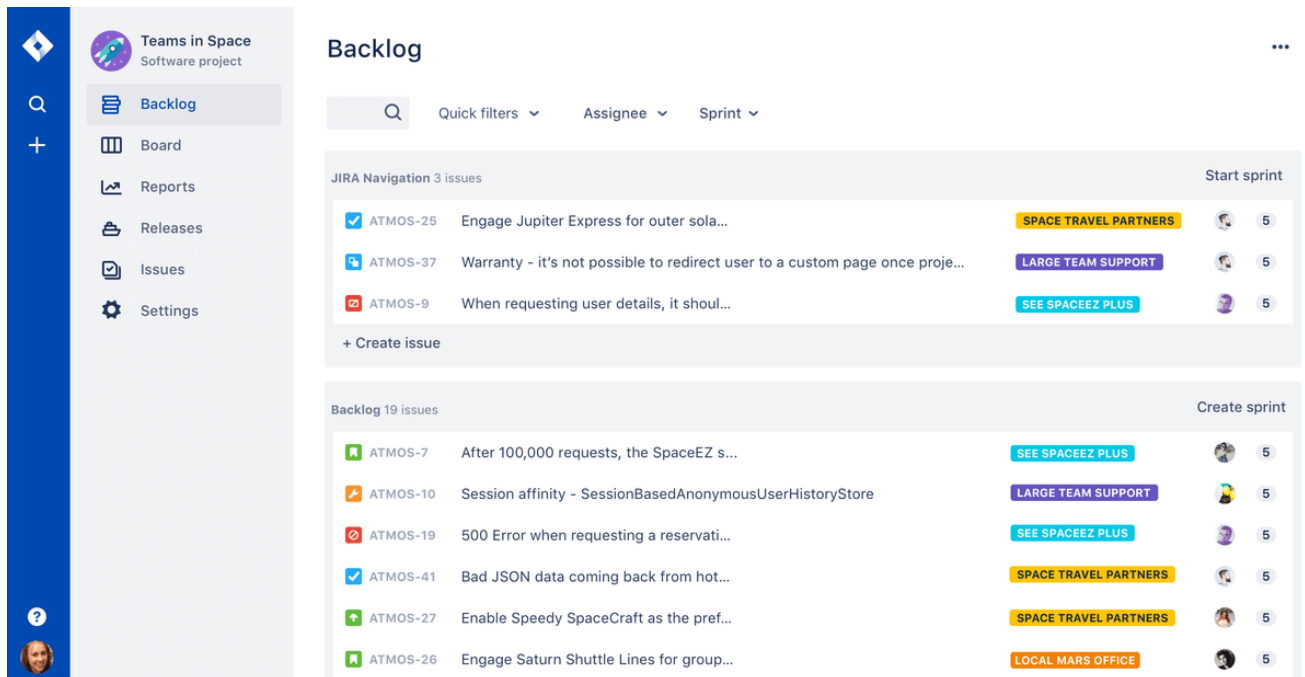 Teams in Space
Software project
Backlog
Board
Reports
Releases
Issues
Settings
?
Backlog
Quick filters
Assignee
Sprint
JIRA Navigation 3 issues
Start sprint
ATMOS-25 Engage Jupiter Express for outer sola... SPACE TRAVEL PARTNERS 5
ATMOS-37 Warranty - it's not possible to redirect user to a custom page once proje... LARGE TEAM SUPPORT 5
ATMOS-9 When requesting user details, it shoul... SEE SPACEEZ PLUS 5
+ Create issue
Backlog 19 issues
Create sprint
ATMOS-7 After 100,000 requests, the SpaceEZ s... SEE SPACEEZ PLUS 5
ATMOS-10 Session affinity - SessionBasedAnonymousUserHistoryStore LARGE TEAM SUPPORT 5
ATMOS-19 500 Error when requesting a reservati... SEE SPACEEZ PLUS 5
ATMOS-41 Bad JSON data coming back from hot... SPACE TRAVEL PARTNERS 5
ATMOS-27 Enable Speedy SpaceCraft as the pref... SPACE TRAVEL PARTNERS 5
ATMOS-26 Engage Saturn Shuttle Lines for group... LOCAL MARS OFFICE 5